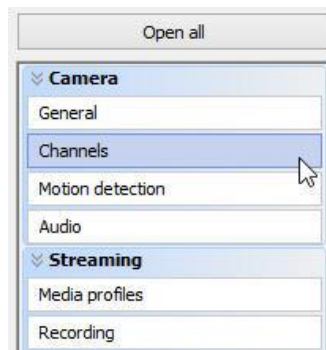 Open all
Camera
General
Channels
Motion detection
Audio
Streaming
Media profiles
Recording